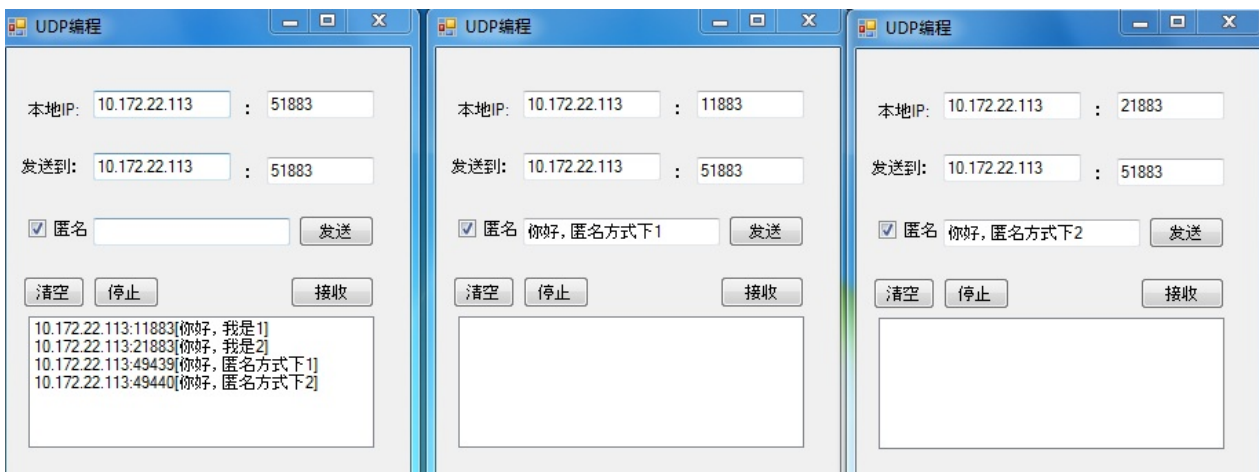 UDP编程
本地IP: 10.172.22.113 : 51883
发送到: 10.172.22.113 : 51883
匿名 发送
清空 停止 接收
10.172.22.113:11883[你好, 我是1]
10.172.22.113:21883[你好, 我是2]
10.172.22.113:49439[你好, 匿名方式下1]
10.172.22.113:49440[你好, 匿名方式下2]
UDP编程
本地IP: 10.172.22.113 : 11883
发送到: 10.172.22.113 : 51883
匿名 你好, 匿名方式下1 发送
清空 停止 接收
UDP编程
本地IP: 10.172.22.113 : 21883
发送到: 10.172.22.113 : 51883
匿名 你好, 匿名方式下2 发送
清空 停止 接收